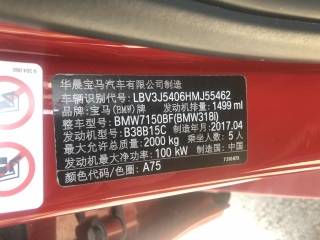 华晨宝马汽车有限公司制造
车辆识别代号: LBV3J5406HMJ55462
品牌: 宝马(BMW)牌 发动机排量: 1499 ml
整车型号: BMW7150BF(BMW318i)
发动机型号: B38B15C 制造年月: 2017.04
最大允许总质量: 2000 kg 乘坐人数: 5 人
发动机最大净功率: 100 kW 制造国: 中国
颜色代码/色圈: A75